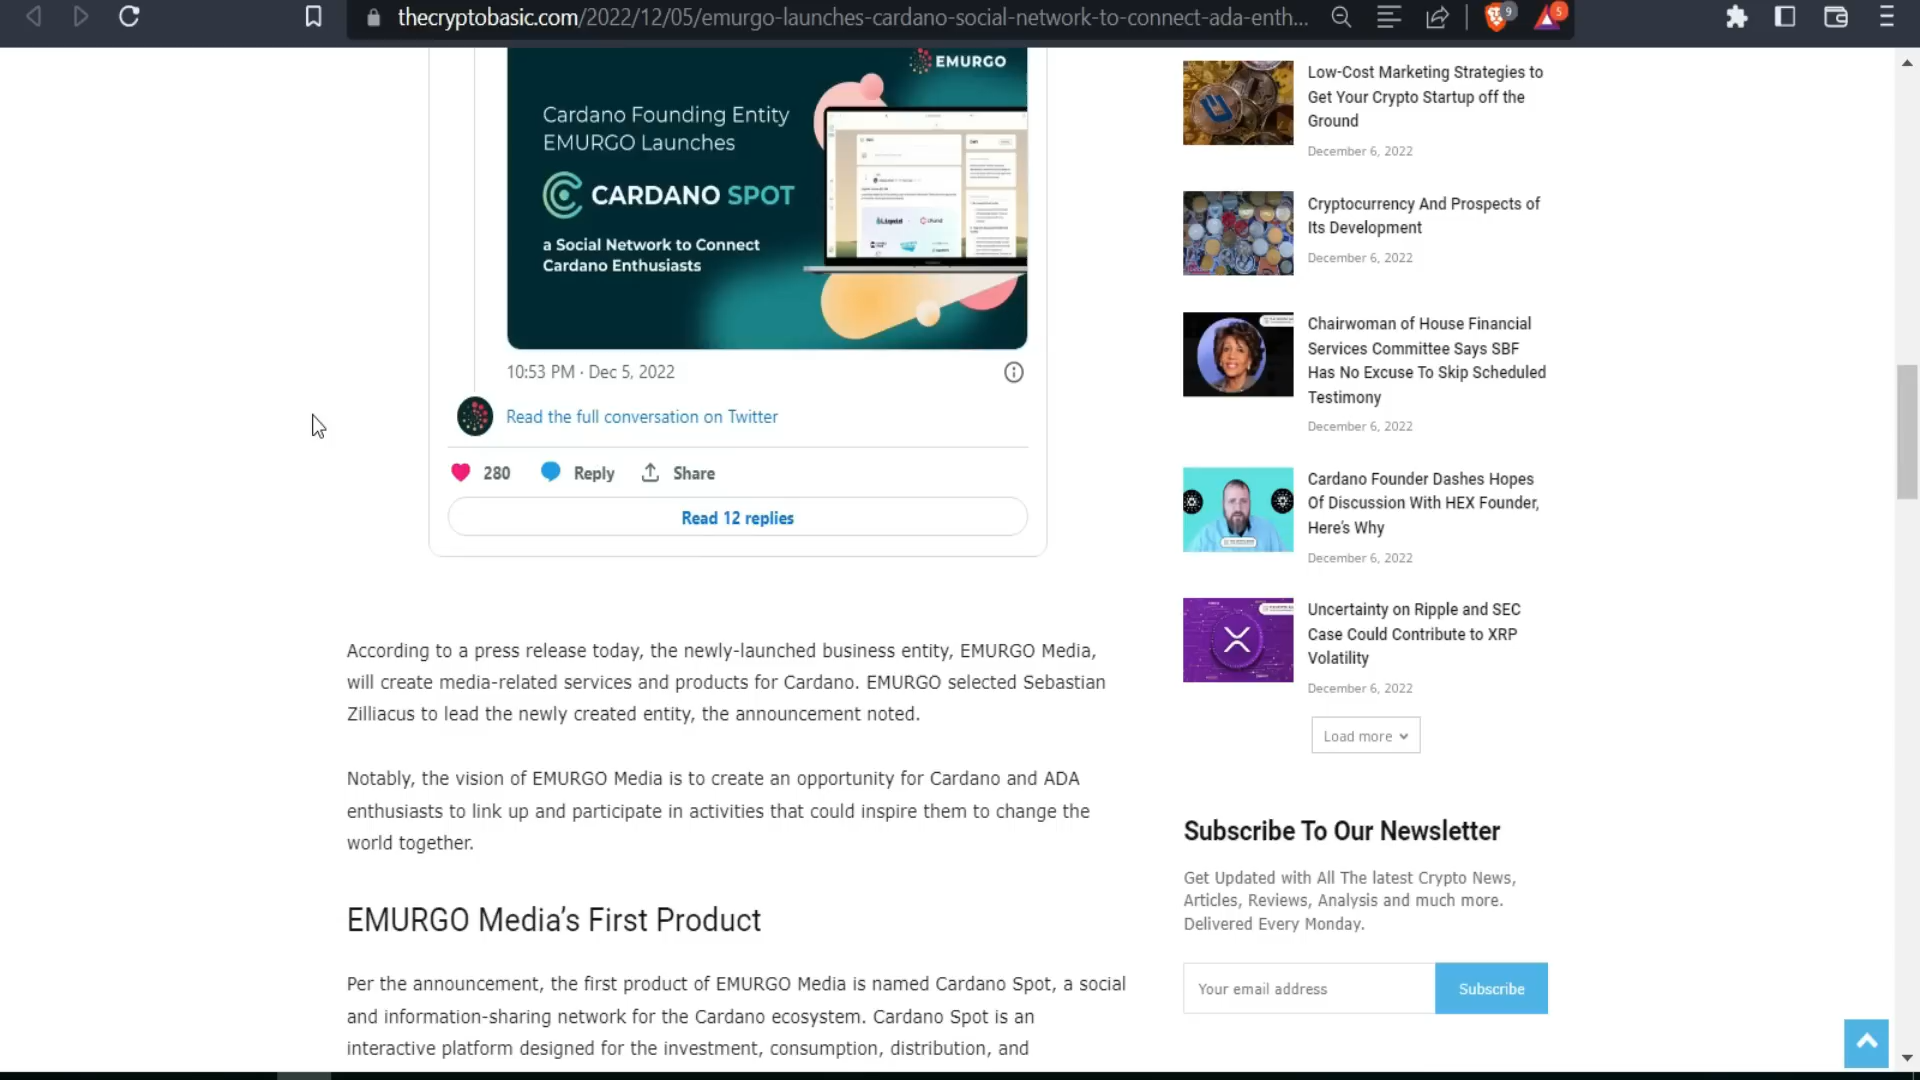 thecryptobasic.com/2022/12/05/emurgo-launches-cardano-social-network-to-connect-ada-enth...
9
5
EMURGO
Cardano Founding Entity
EMURGO Launches
CARDANO SPOT
a Social Network to Connect
Cardano Enthusiasts
10:53 PM · Dec 5, 2022
Read the full conversation on Twitter
280
Reply
Share
Read 12 replies
According to a press release today, the newly-launched business entity, EMURGO Media,
will create media-related services and products for Cardano. EMURGO selected Sebastian
Zilliacus to lead the newly created entity, the announcement noted.
Notably, the vision of EMURGO Media is to create an opportunity for Cardano and ADA
enthusiasts to link up and participate in activities that could inspire them to change the
world together.
EMURGO Media’s First Product
Per the announcement, the first product of EMURGO Media is named Cardano Spot, a social
and information-sharing network for the Cardano ecosystem. Cardano Spot is an
interactive platform designed for the investment, consumption, distribution, and
Low-Cost Marketing Strategies to
Get Your Crypto Startup off the
Ground
December 6, 2022
Cryptocurrency And Prospects of
Its Development
December 6, 2022
Chairwoman of House Financial
Services Committee Says SBF
Has No Excuse To Skip Scheduled
Testimony
December 6, 2022
Cardano Founder Dashes Hopes
Of Discussion With HEX Founder,
Here’s Why
December 6, 2022
Uncertainty on Ripple and SEC
Case Could Contribute to XRP
Volatility
December 6, 2022
Load more
Subscribe To Our Newsletter
Get Updated with All The latest Crypto News,
Articles, Reviews, Analysis and much more.
Delivered Every Monday.
Your email address
Subscribe